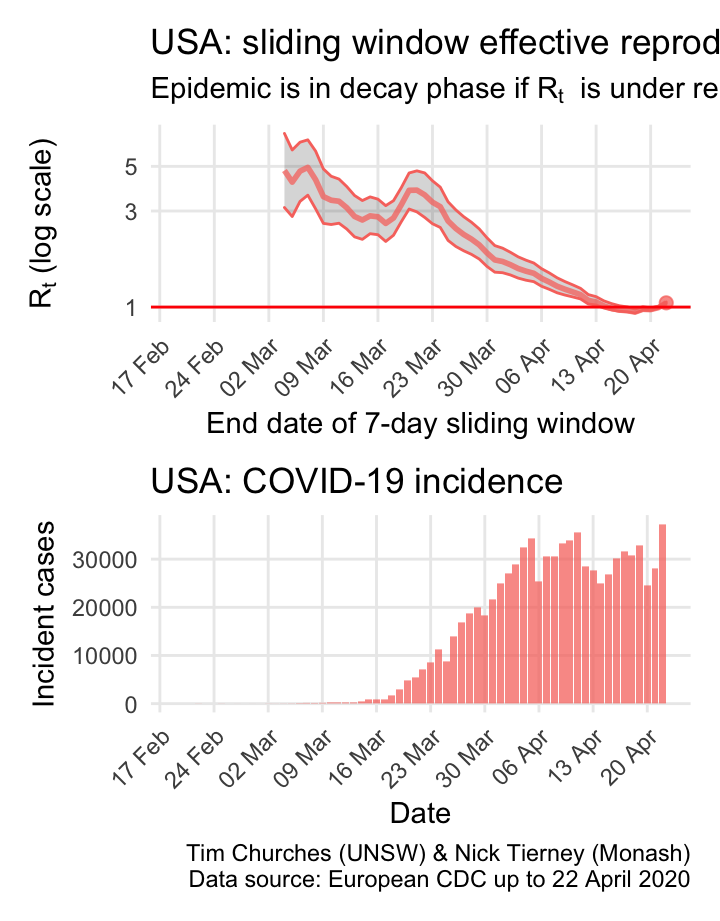 USA: sliding window effective reprod
Epidemic is in decay phase if Rt is under re
Rt (log scale)
5
3
1
17 Feb
24 Feb
02 Mar
09 Mar
16 Mar
23 Mar
30 Mar
06 Apr
13 Apr
20 Apr
End date of 7-day sliding window
USA: COVID-19 incidence
Incident cases
30000
20000
10000
0
17 Feb
24 Feb
02 Mar
09 Mar
16 Mar
23 Mar
30 Mar
06 Apr
13 Apr
20 Apr
Date
Tim Churches (UNSW) & Nick Tierney (Monash)
Data source: European CDC up to 22 April 2020